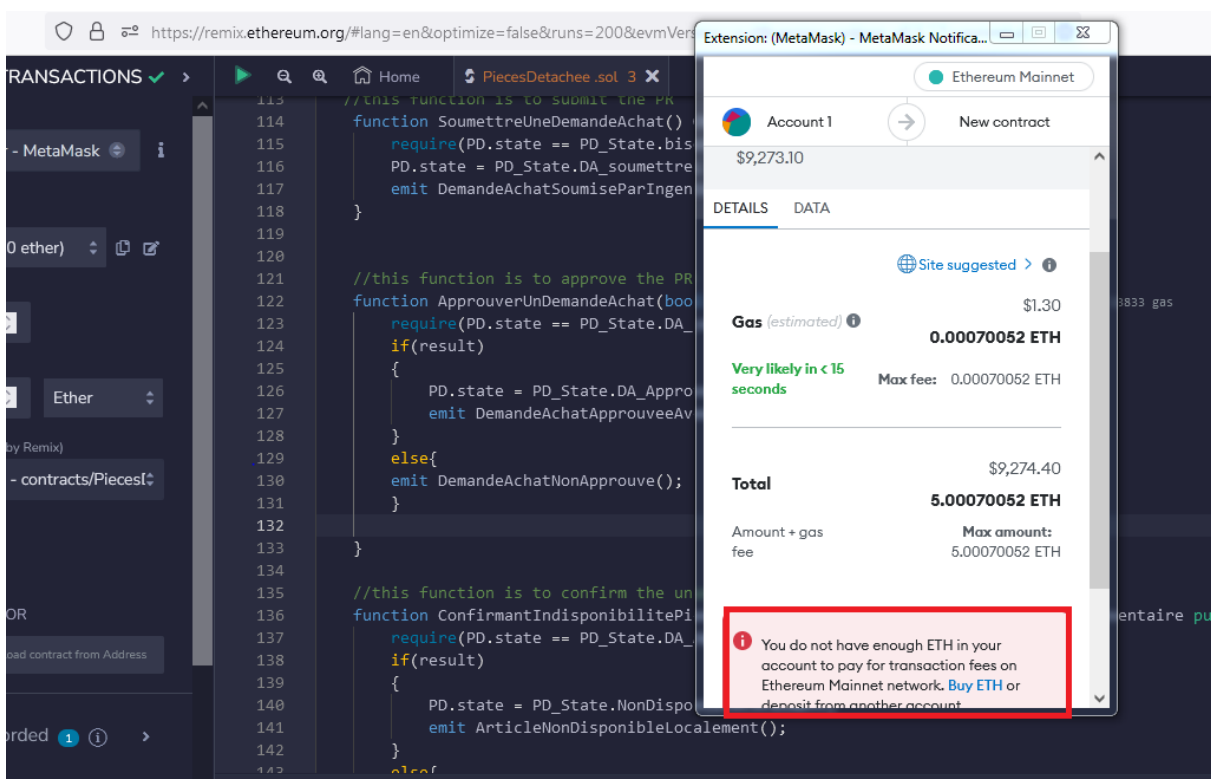 https://remix.ethereum.org/#lang=en&optimize=false&runs=200&evmVers
Extension: (MetaMask) - MetaMask Notifica...
TRANSACTIONS
Home
PiecesDetachee .sol 3
Ethereum Mainnet
Account 1
New contract
$9,273.10
DETAILS
DATA
Site suggested >
$1.30
Gas (estimated)
0.00070052 ETH
Very likely in < 15
seconds
Max fee: 0.00070052 ETH
$9,274.40
Total
5.00070052 ETH
Amount + gas
fee
Max amount:
5.00070052 ETH
You do not have enough ETH in your
account to pay for transaction fees on
Ethereum Mainnet network. Buy ETH or
deposit from another account
- MetaMask
0 ether)
Ether
by Remix)
- contracts/Pieces
OR
oad contract from Address
orded 1
113 //this function is to submit the PR
114 function SoumettreUneDemandeAchat()
115 require(PD.state == PD_State.bis
116 PD.state = PD_State.DA_soumettre
117 emit DemandeAchatSoumiseParIngen
118 }
119
120
121 //this function is to approve the PR
122 function ApprouverUnDemandeAchat(boo
3833 gas
123 require(PD.state == PD_State.DA_
124 if(result)
125 {
126 PD.state = PD_State.DA_Appro
127 emit DemandeAchatApprouveeAv
128 }
129 else{
130 emit DemandeAchatNonApprouve();
131 }
132
133 }
134
135 //this function is to confirm the un
136 function ConfirmantIndisponibilitePi
entaire pu
137 require(PD.state == PD_State.DA_
138 if(result)
139 {
140 PD.state = PD_State.NonDispo
141 emit ArticleNonDisponibleLocalement();
142 }
143 else{